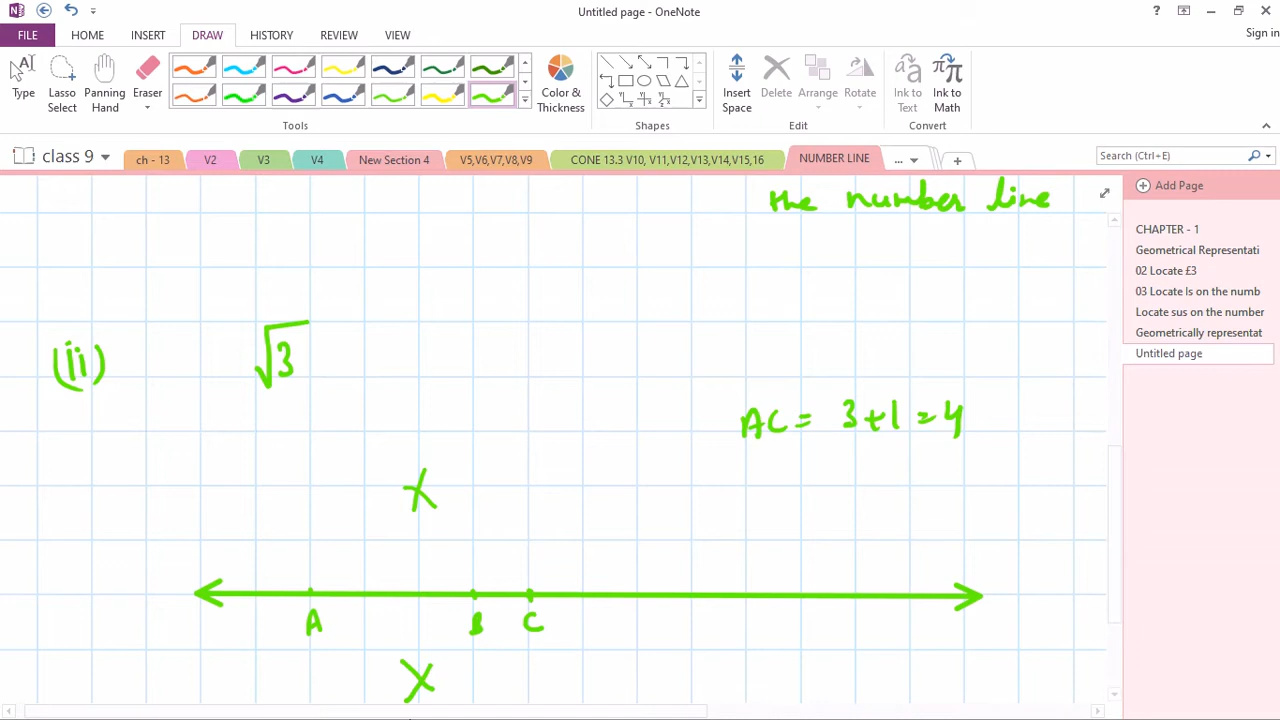 Untitled page - OneNote
?
Sign in
FILE HOME INSERT DRAW HISTORY REVIEW VIEW
Type
Lasso Select
Panning Hand
Eraser
Color & Thickness
Insert Space
Delete
Arrange
Rotate
Ink to Text
Ink to Math
Tools
Shapes
Edit
Convert
class 9
ch - 13
V2
V3
V4
New Section 4
V5,V6,V7,V8,V9
CONE 13.3 V10, V11,V12,V13,V14,V15,16
NUMBER LINE
...
Search (Ctrl+E)
Add Page
CHAPTER - 1
Geometrical Representati
02 Locate £3
03 Locate ls on the numb
Locate sus on the number
Geometrically representat
Untitled page
the number line
(ii) √3
AC = 3+1 = 4
A B C